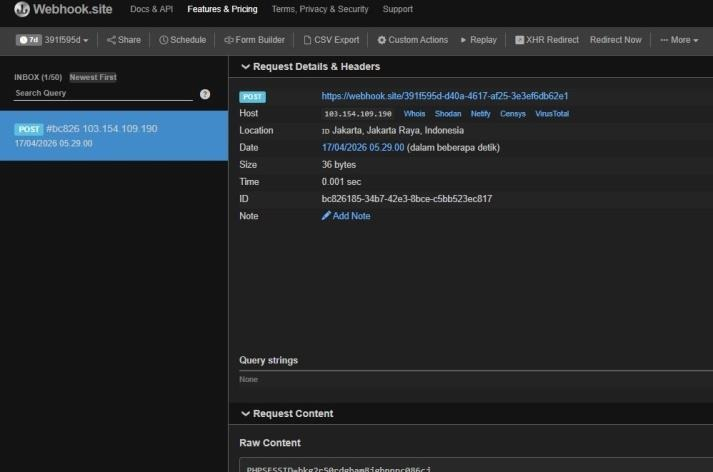 Webhook.site Docs & API Features & Pricing Terms, Privacy & Security Support
7d 391f595d Share Schedule Form Builder CSV Export Custom Actions Replay XHR Redirect Redirect Now More
INBOX (1/50) Newest First
Search Query
POST #bc826 103.154.109.190
17/04/2026 05.29.00
Request Details & Headers
POST https://webhook.site/391f595d-d40a-4617-af25-3e3ef6db62e1
Host 103.154.109.190 Whois Shodan Netify Censys VirusTotal
Location ID Jakarta, Jakarta Raya, Indonesia
Date 17/04/2026 05.29.00 (dalam beberapa detik)
Size 36 bytes
Time 0.001 sec
ID bc826185-34b7-42e3-8bce-c5bb523ec817
Note Add Note
Query strings
None
Request Content
Raw Content